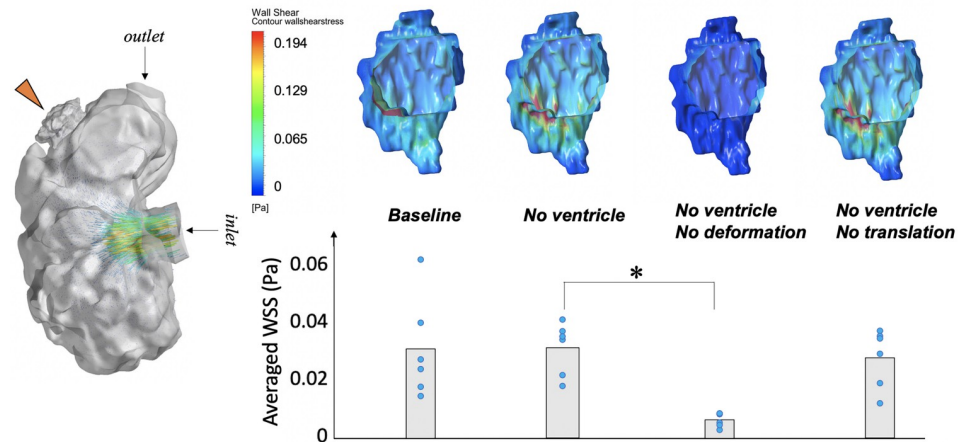 outlet
inlet
Wall Shear
Contour wallshearstress
0.194
0.129
0.065
0
[Pa]
Baseline
No ventricle
No ventricle
No deformation
No ventricle
No translation
Averaged WSS (Pa)
0.06
0.04
0.02
0
*